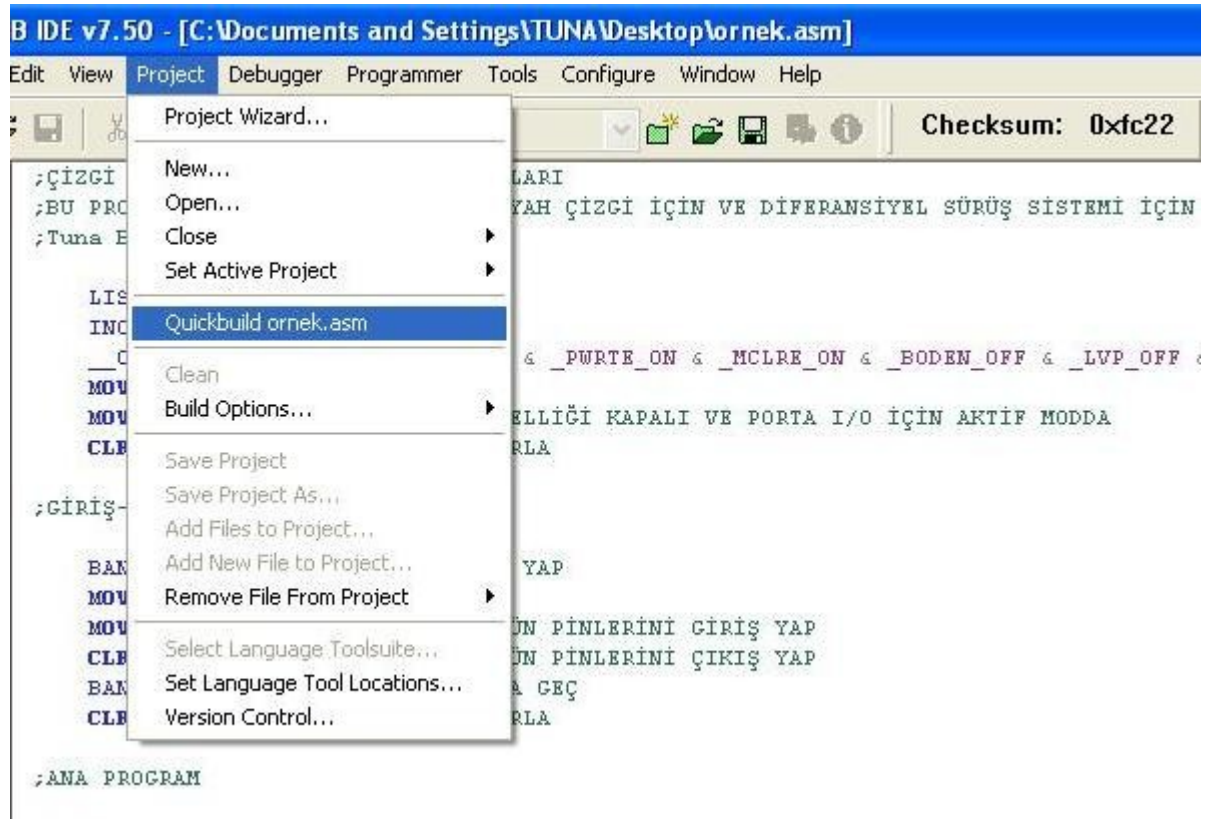 B IDE v7.50 - [C:\Documents and Settings\TUNA\Desktop\ornek.asm]
Edit View Project Debugger Programmer Tools Configure Window Help
Checksum: 0xfc22
Project Wizard...
New...
Open...
Close
Set Active Project
Quickbuild ornek.asm
Clean
Build Options...
Save Project
Save Project As...
Add Files to Project...
Add New File to Project...
Remove File From Project
Select Language Toolsuite...
Set Language Tool Locations...
Version Control...
;ÇİZGİ LARI
;BU PRO YAH ÇİZGİ İÇİN VE DİFERANSİYEL SÜRÜŞ SİSTEMİ İÇİN
;Tuna B
LIS
INC
__C & _PWRTE_ON & _MCLRE_ON & _BODEN_OFF & _LVP_OFF &
MOV
MOV ELLİĞİ KAPALI VE PORTA I/O İÇİN AKTİF MODDA
CLR RLA
;GİRİŞ-
BAN YAP
MOV
MOV ÜN PİNLERİNİ GİRİŞ YAP
CLR ÜN PİNLERİNİ ÇIKIŞ YAP
BAN A GEÇ
CLR RLA
;ANA PROGRAM